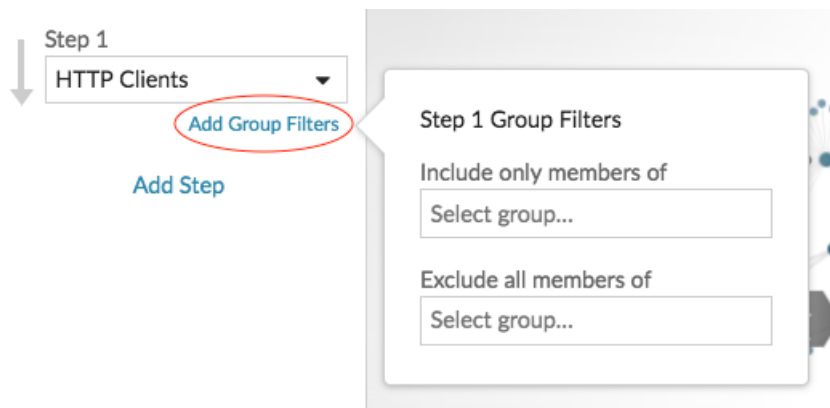 Step 1
HTTP Clients
Add Group Filters
Add Step
Step 1 Group Filters
Include only members of
Select group...
Exclude all members of
Select group...